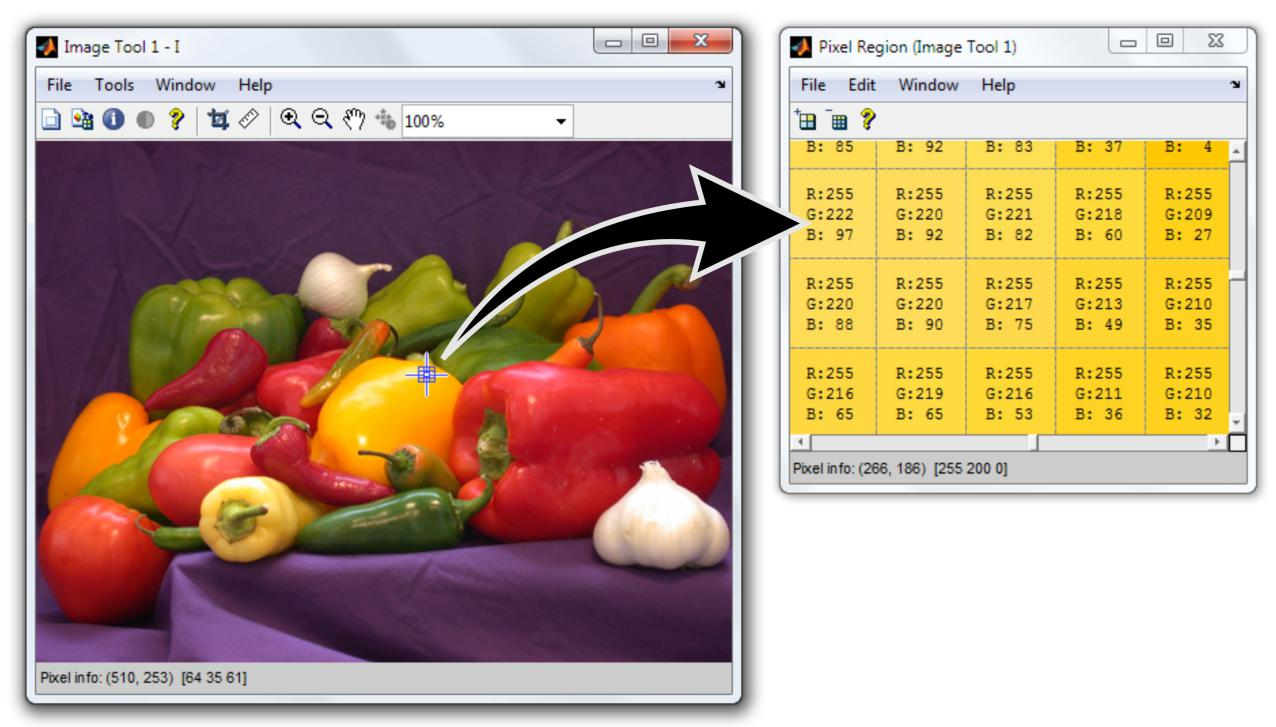 Image Tool 1 - I
File Tools Window Help
100%
Pixel info: (510, 253) [64 35 61]
Pixel Region (Image Tool 1)
File Edit Window Help
B: 85 B: 92 B: 83 B: 37 B: 4
R:255 R:255 R:255 R:255 R:255
G:222 G:220 G:221 G:218 G:209
B: 97 B: 92 B: 82 B: 60 B: 27
R:255 R:255 R:255 R:255 R:255
G:220 G:220 G:217 G:213 G:210
B: 88 B: 90 B: 75 B: 49 B: 35
R:255 R:255 R:255 R:255 R:255
G:216 G:219 G:216 G:211 G:210
B: 65 B: 65 B: 53 B: 36 B: 32
Pixel info: (266, 186) [255 200 0]